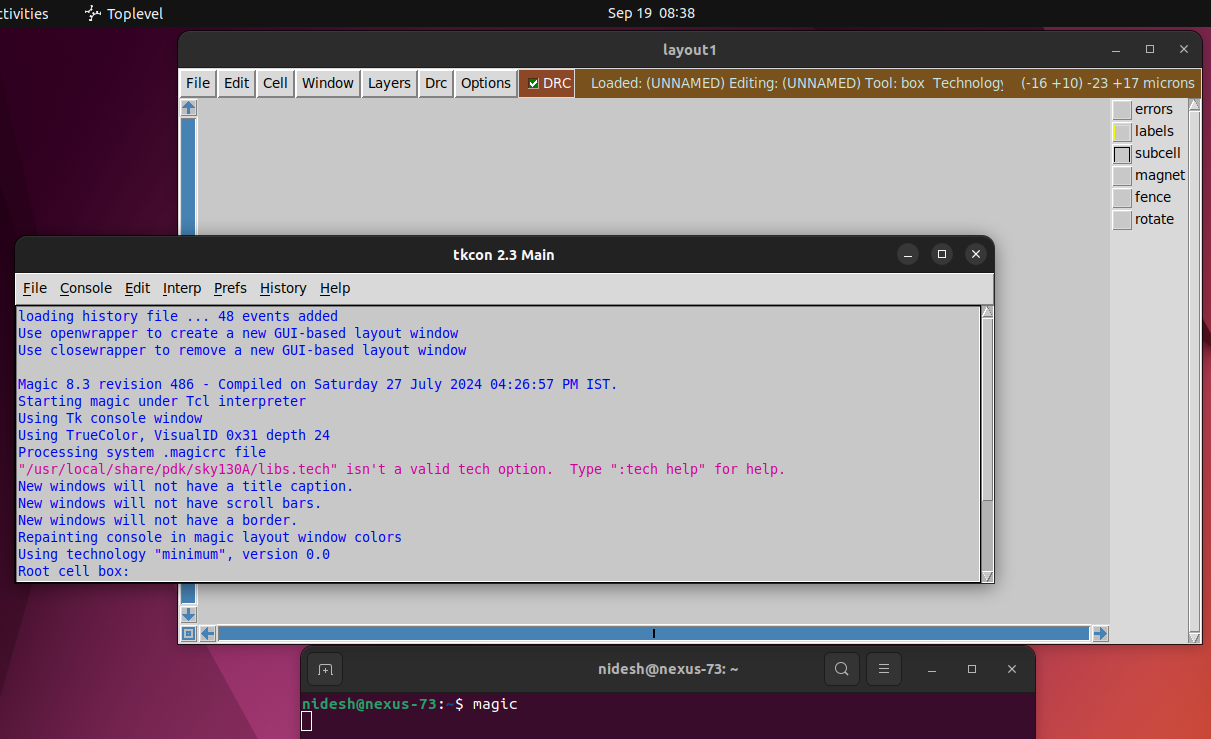 ctivities Toplevel Sep 19 08:38
layout1
File Edit Cell Window Layers Drc Options DRC Loaded: (UNNAMED) Editing: (UNNAMED) Tool: box Technology (-16 +10) -23 +17 microns
errors
labels
subcell
magnet
fence
rotate
tkcon 2.3 Main
File Console Edit Interp Prefs History Help
loading history file ... 48 events added
Use openwrapper to create a new GUI-based layout window
Use closewrapper to remove a new GUI-based layout window
Magic 8.3 revision 486 - Compiled on Saturday 27 July 2024 04:26:57 PM IST.
Starting magic under Tcl interpreter
Using Tk console window
Using TrueColor, VisualID 0x31 depth 24
Processing system .magicrc file
"/usr/local/share/pdk/sky130A/libs.tech" isn't a valid tech option.  Type ":tech help" for help.
New windows will not have a title caption.
New windows will not have scroll bars.
New windows will not have a border.
Repainting console in magic layout window colors
Using technology "minimum", version 0.0
Root cell box:
nidesh@nexus-73: ~
nidesh@nexus-73:~$ magic